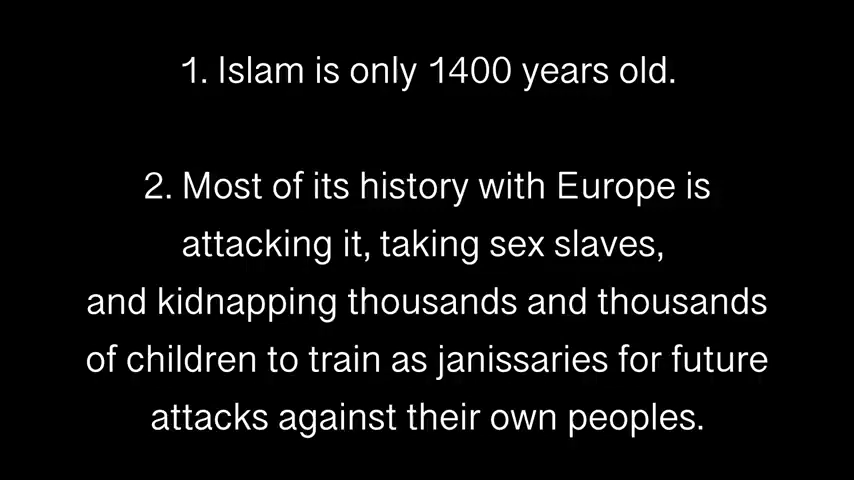 1. Islam is only 1400 years old.
2. Most of its history with Europe is
attacking it, taking sex slaves,
and kidnapping thousands and thousands
of children to train as janissaries for future
attacks against their own peoples.